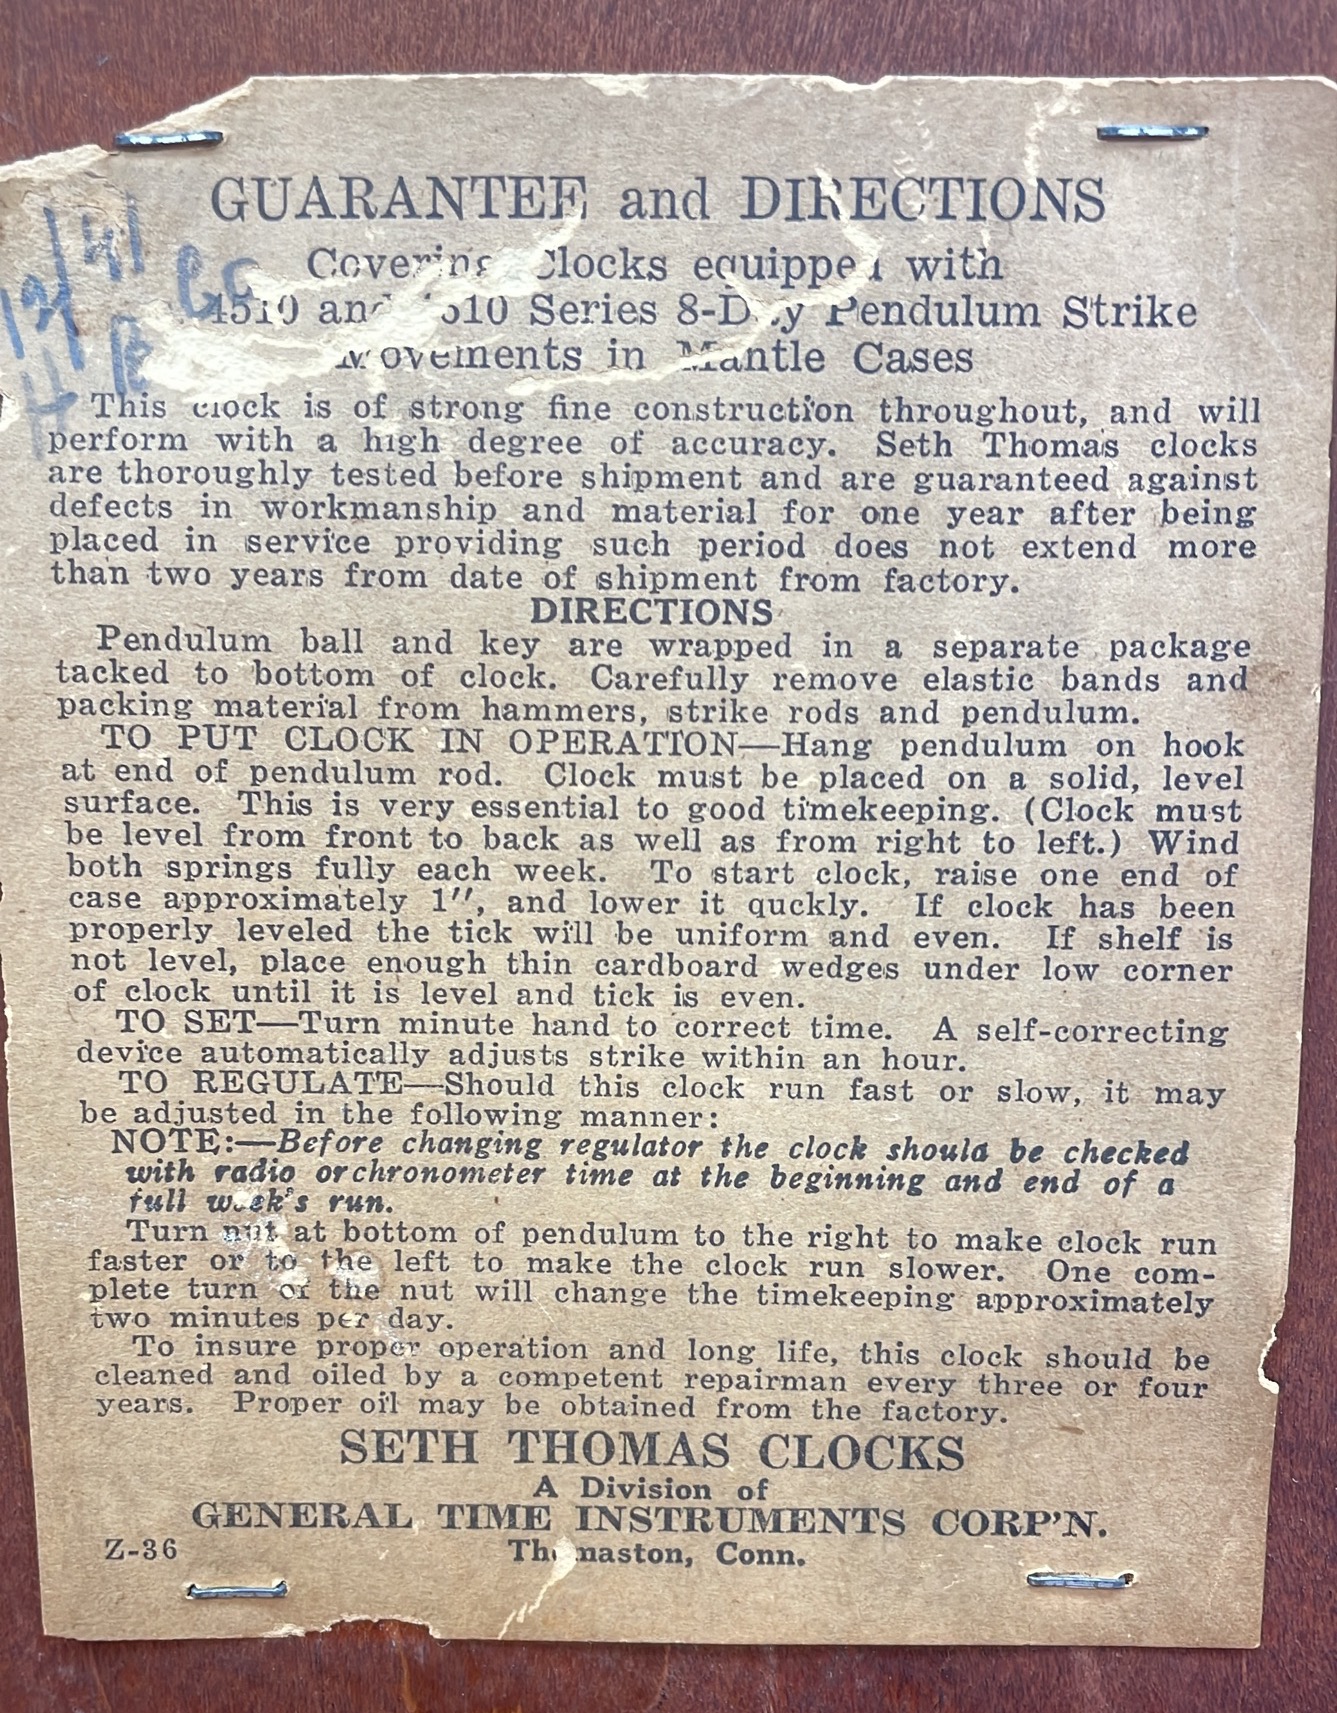 GUARANTEE and DIRECTIONS
Covering Clocks equipped with
4510 and Series 8-Day Pendulum Strike
Movements in Mantle Cases
12/41
This clock is of strong fine construction throughout, and will
perform with a high degree of accuracy. Seth Thomas clocks
are thoroughly tested before shipment and are guaranteed against
defects in workmanship and material for one year after being
placed in service providing such period does not extend more
than two years from date of shipment from factory.
DIRECTIONS
Pendulum ball and key are wrapped in a separate package
tacked to bottom of clock. Carefully remove elastic bands and
packing material from hammers, strike rods and pendulum.
TO PUT CLOCK IN OPERATION—Hang pendulum on hook
at end of pendulum rod. Clock must be placed on a solid, level
surface. This is very essential to good timekeeping. (Clock must
be level from front to back as well as from right to left.) Wind
both springs fully each week. To start clock, raise one end of
case approximately 1", and lower it quckly. If clock has been
properly leveled the tick will be uniform and even. If shelf is
not level, place enough thin cardboard wedges under low corner
of clock until it is level and tick is even.
TO SET—Turn minute hand to correct time. A self-correcting
device automatically adjusts strike within an hour.
TO REGULATE—Should this clock run fast or slow, it may
be adjusted in the following manner:
NOTE:—Before changing regulator the clock should be checked
with radio or chronometer time at the beginning and end of a
full week's run.
Turn nut at bottom of pendulum to the right to make clock run
faster or to the left to make the clock run slower. One com-
plete turn of the nut will change the timekeeping approximately
two minutes per day.
To insure proper operation and long life, this clock should be
cleaned and oiled by a competent repairman every three or four
years. Proper oil may be obtained from the factory.
SETH THOMAS CLOCKS
A Division of
GENERAL TIME INSTRUMENTS CORP'N.
Z-36 Thomaston, Conn.